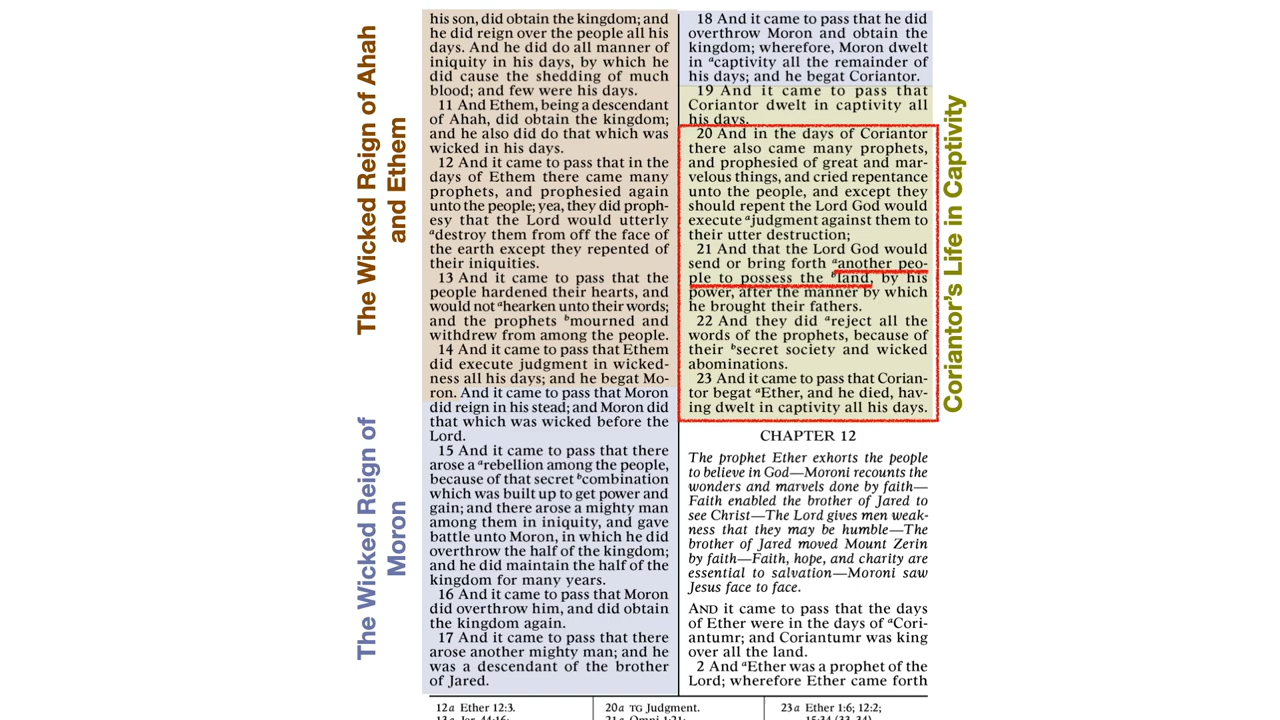 The Wicked Reign of Ahah
and Ethem
The Wicked Reign of
Moron
his son, did obtain the kingdom; and
he did reign over the people all his
days. And he did do all manner of
iniquity in his days, by which he
did cause the shedding of much
blood; and few were his days.
11 And Ethem, being a descendant
of Ahah, did obtain the kingdom;
and he also did do that which was
wicked in his days.
12 And it came to pass that in the
days of Ethem there came many
prophets, and prophesied again
unto the people; yea, they did proph-
esy that the Lord would utterly
adestroy them from off the face of
the earth except they repented of
their iniquities.
13 And it came to pass that the
people hardened their hearts, and
would not ahearken unto their words;
and the prophets bmourned and
withdrew from among the people.
14 And it came to pass that Ethem
did execute judgment in wicked-
ness all his days; and he begat Mo-
ron. And it came to pass that Moron
did reign in his stead; and Moron did
that which was wicked before the
Lord.
15 And it came to pass that there
arose a arebellion among the people,
because of that secret bcombination
which was built up to get power and
gain; and there arose a mighty man
among them in iniquity, and gave
battle unto Moron, in which he did
overthrow the half of the kingdom;
and he did maintain the half of the
kingdom for many years.
16 And it came to pass that Moron
did overthrow him, and did obtain
the kingdom again.
17 And it came to pass that there
arose another mighty man; and he
was a descendant of the brother
of Jared.
18 And it came to pass that he did
overthrow Moron and obtain the
kingdom; wherefore, Moron dwelt
in acaptivity all the remainder of
his days; and he begat Coriantor.
19 And it came to pass that
Coriantor dwelt in captivity all
his days.
20 And in the days of Coriantor
there also came many prophets,
and prophesied of great and mar-
velous things, and cried repentance
unto the people, and except they
should repent the Lord God would
execute ajudgment against them to
their utter destruction;
21 And that the Lord God would
send or bring forth aanother peo-
ple to possess the bland, by his
power, after the manner by which
he brought their fathers.
22 And they did areject all the
words of the prophets, because of
their bsecret society and wicked
abominations.
23 And it came to pass that Corian-
tor begat aEther, and he died, hav-
ing dwelt in captivity all his days.
CHAPTER 12
The prophet Ether exhorts the people
to believe in God—Moroni recounts the
wonders and marvels done by faith—
Faith enabled the brother of Jared to
see Christ—The Lord gives men weak-
ness that they may be humble—The
brother of Jared moved Mount Zerin
by faith—Faith, hope, and charity are
essential to salvation—Moroni saw
Jesus face to face.
AND it came to pass that the days
of Ether were in the days of aCori-
antumr; and Coriantumr was king
over all the land.
2 And aEther was a prophet of the
Lord; wherefore Ether came forth
Coriantor's Life in Captivity
12a Ether 12:3.
20a TG Judgment.
23a Ether 1:6; 12:2;